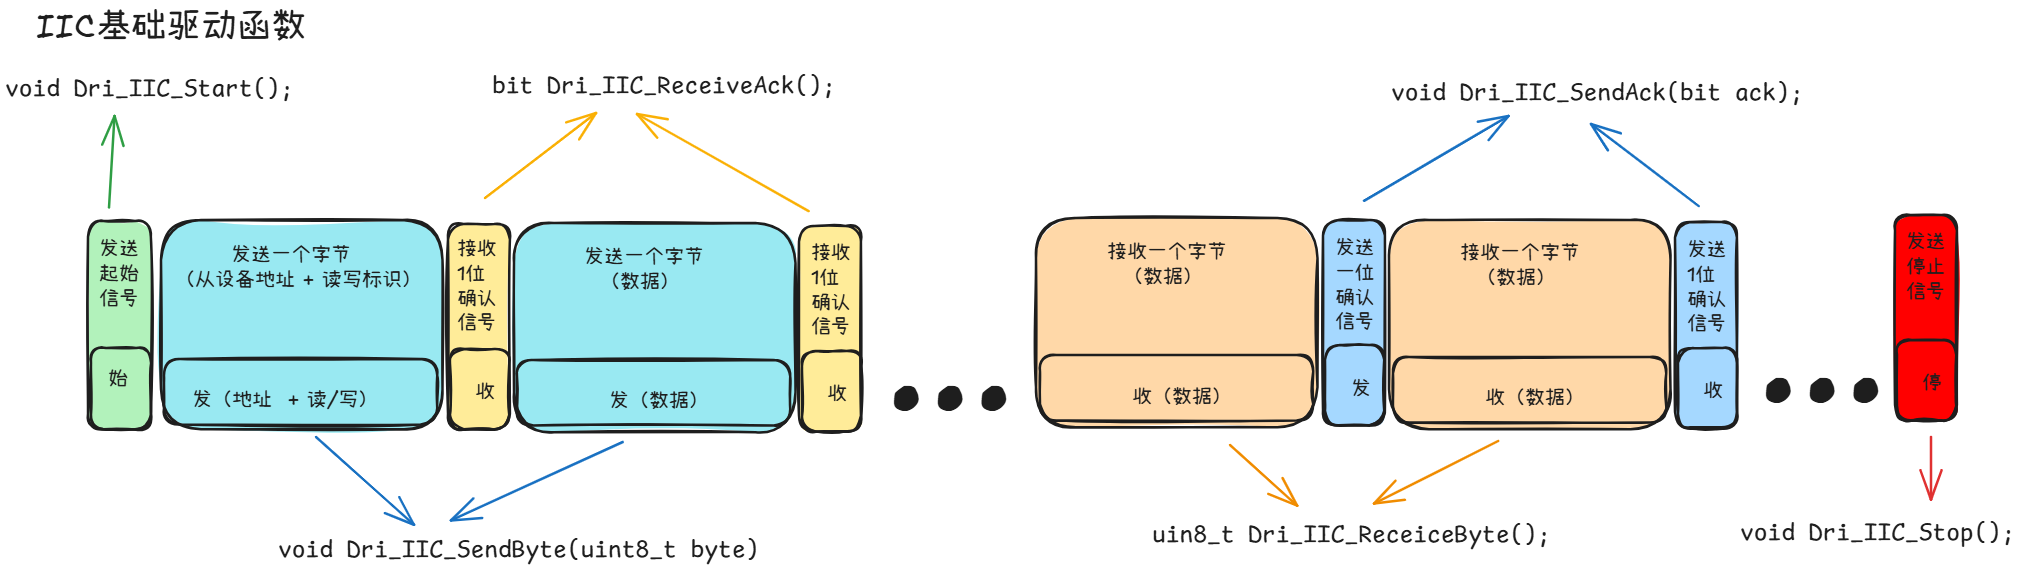 IIC基础驱动函数
void Dri_IIC_Start();
bit Dri_IIC_ReceiveAck();
void Dri_IIC_SendAck(bit ack);
发送
起始
信号
始
发送一个字节
（从设备地址 + 读写标识）
发（地址 + 读/写）
接收
1位
确认
信号
收
发送一个字节
（数据）
发（数据）
接收
1位
确认
信号
收
接收一个字节
（数据）
收（数据）
发送
一位
确认
信号
发
接收一个字节
（数据）
收（数据）
发送
1位
确认
信号
收
发送
停止
信号
停
void Dri_IIC_SendByte(uint8_t byte)
uin8_t Dri_IIC_ReceiceByte();
void Dri_IIC_Stop();